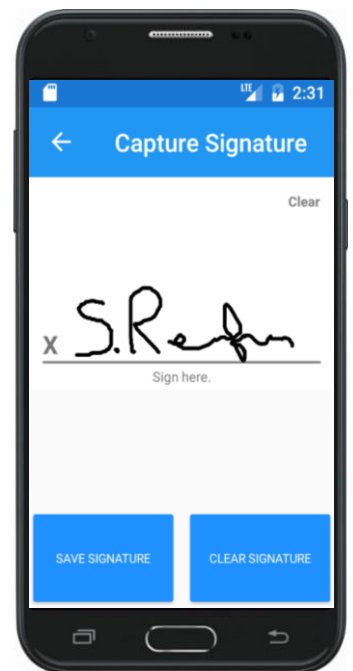 LTE 2:31
Capture Signature
Clear
X S.R
Sign here.
SAVE SIGNATURE CLEAR SIGNATURE